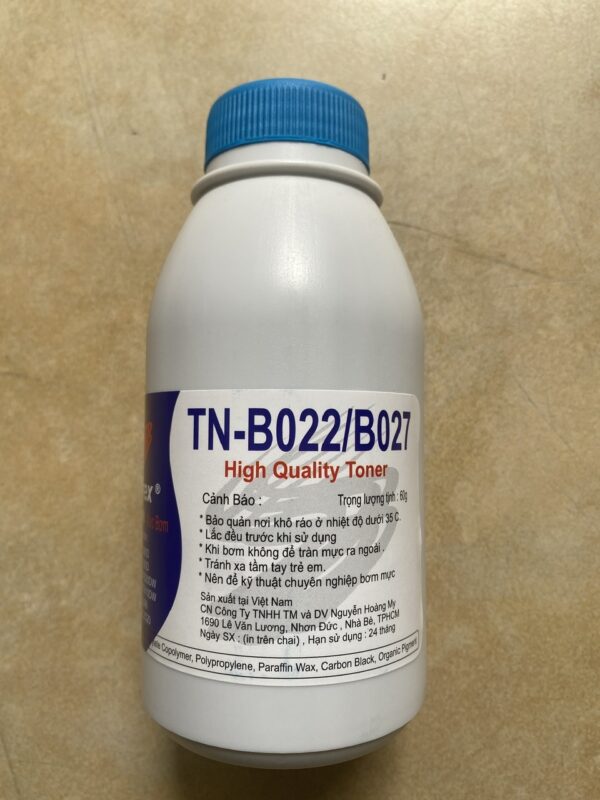 TN-B022/B027
High Quality Toner
Cảnh Báo : Trọng lượng tịnh : 60g
* Bảo quản nơi khô ráo ở nhiệt độ dưới 35 C.
* Lắc đều trước khi sử dụng
* Khi bơm không để tràn mực ra ngoài .
* Tránh xa tầm tay trẻ em.
* Nên để kỹ thuật chuyên nghiệp bơm mực
Sản xuất tại Việt Nam
CN Công Ty TNHH TM và DV Nguyễn Hoàng My
1690 Lê Văn Lương, Nhơn Đức , Nhà Bè, TPHCM
Ngày SX : (in trên chai) , Hạn sử dụng : 24 tháng
Copolymer, Polypropylene, Paraffin Wax, Carbon Black, Organic Pigment
ex ®
Bơm